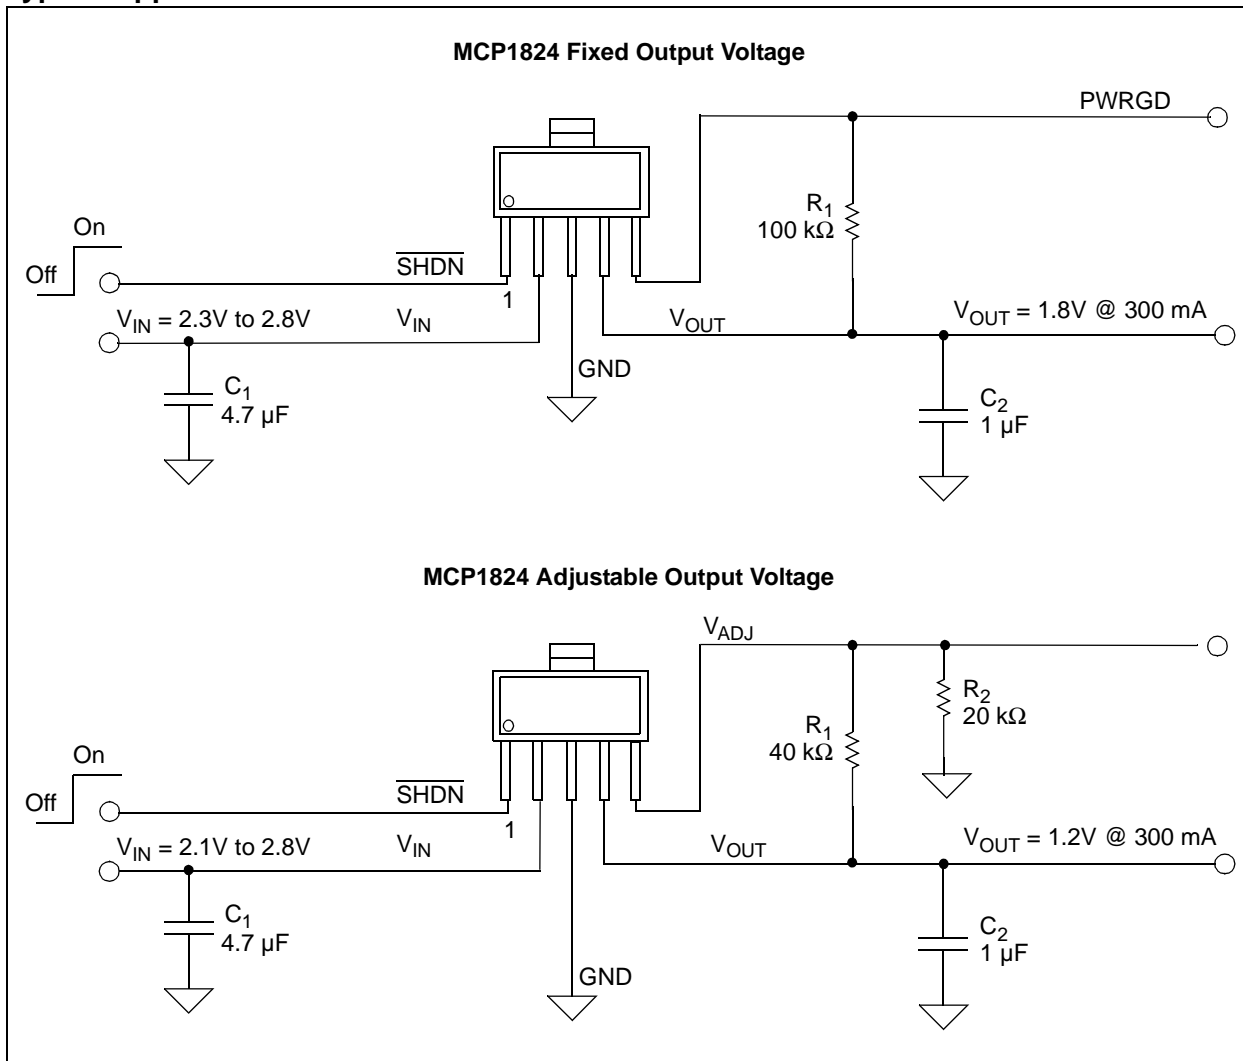 MCP1824 Fixed Output Voltage
PWRGD
R1
100 kΩ
On
Off
SHDN
1
VIN = 2.3V to 2.8V
VIN
VOUT
VOUT = 1.8V @ 300 mA
GND
C1
4.7 µF
C2
1 µF
MCP1824 Adjustable Output Voltage
VADJ
R2
20 kΩ
R1
40 kΩ
On
Off
SHDN
1
VIN = 2.1V to 2.8V
VIN
VOUT
VOUT = 1.2V @ 300 mA
C1
4.7 µF
C2
1 µF
GND